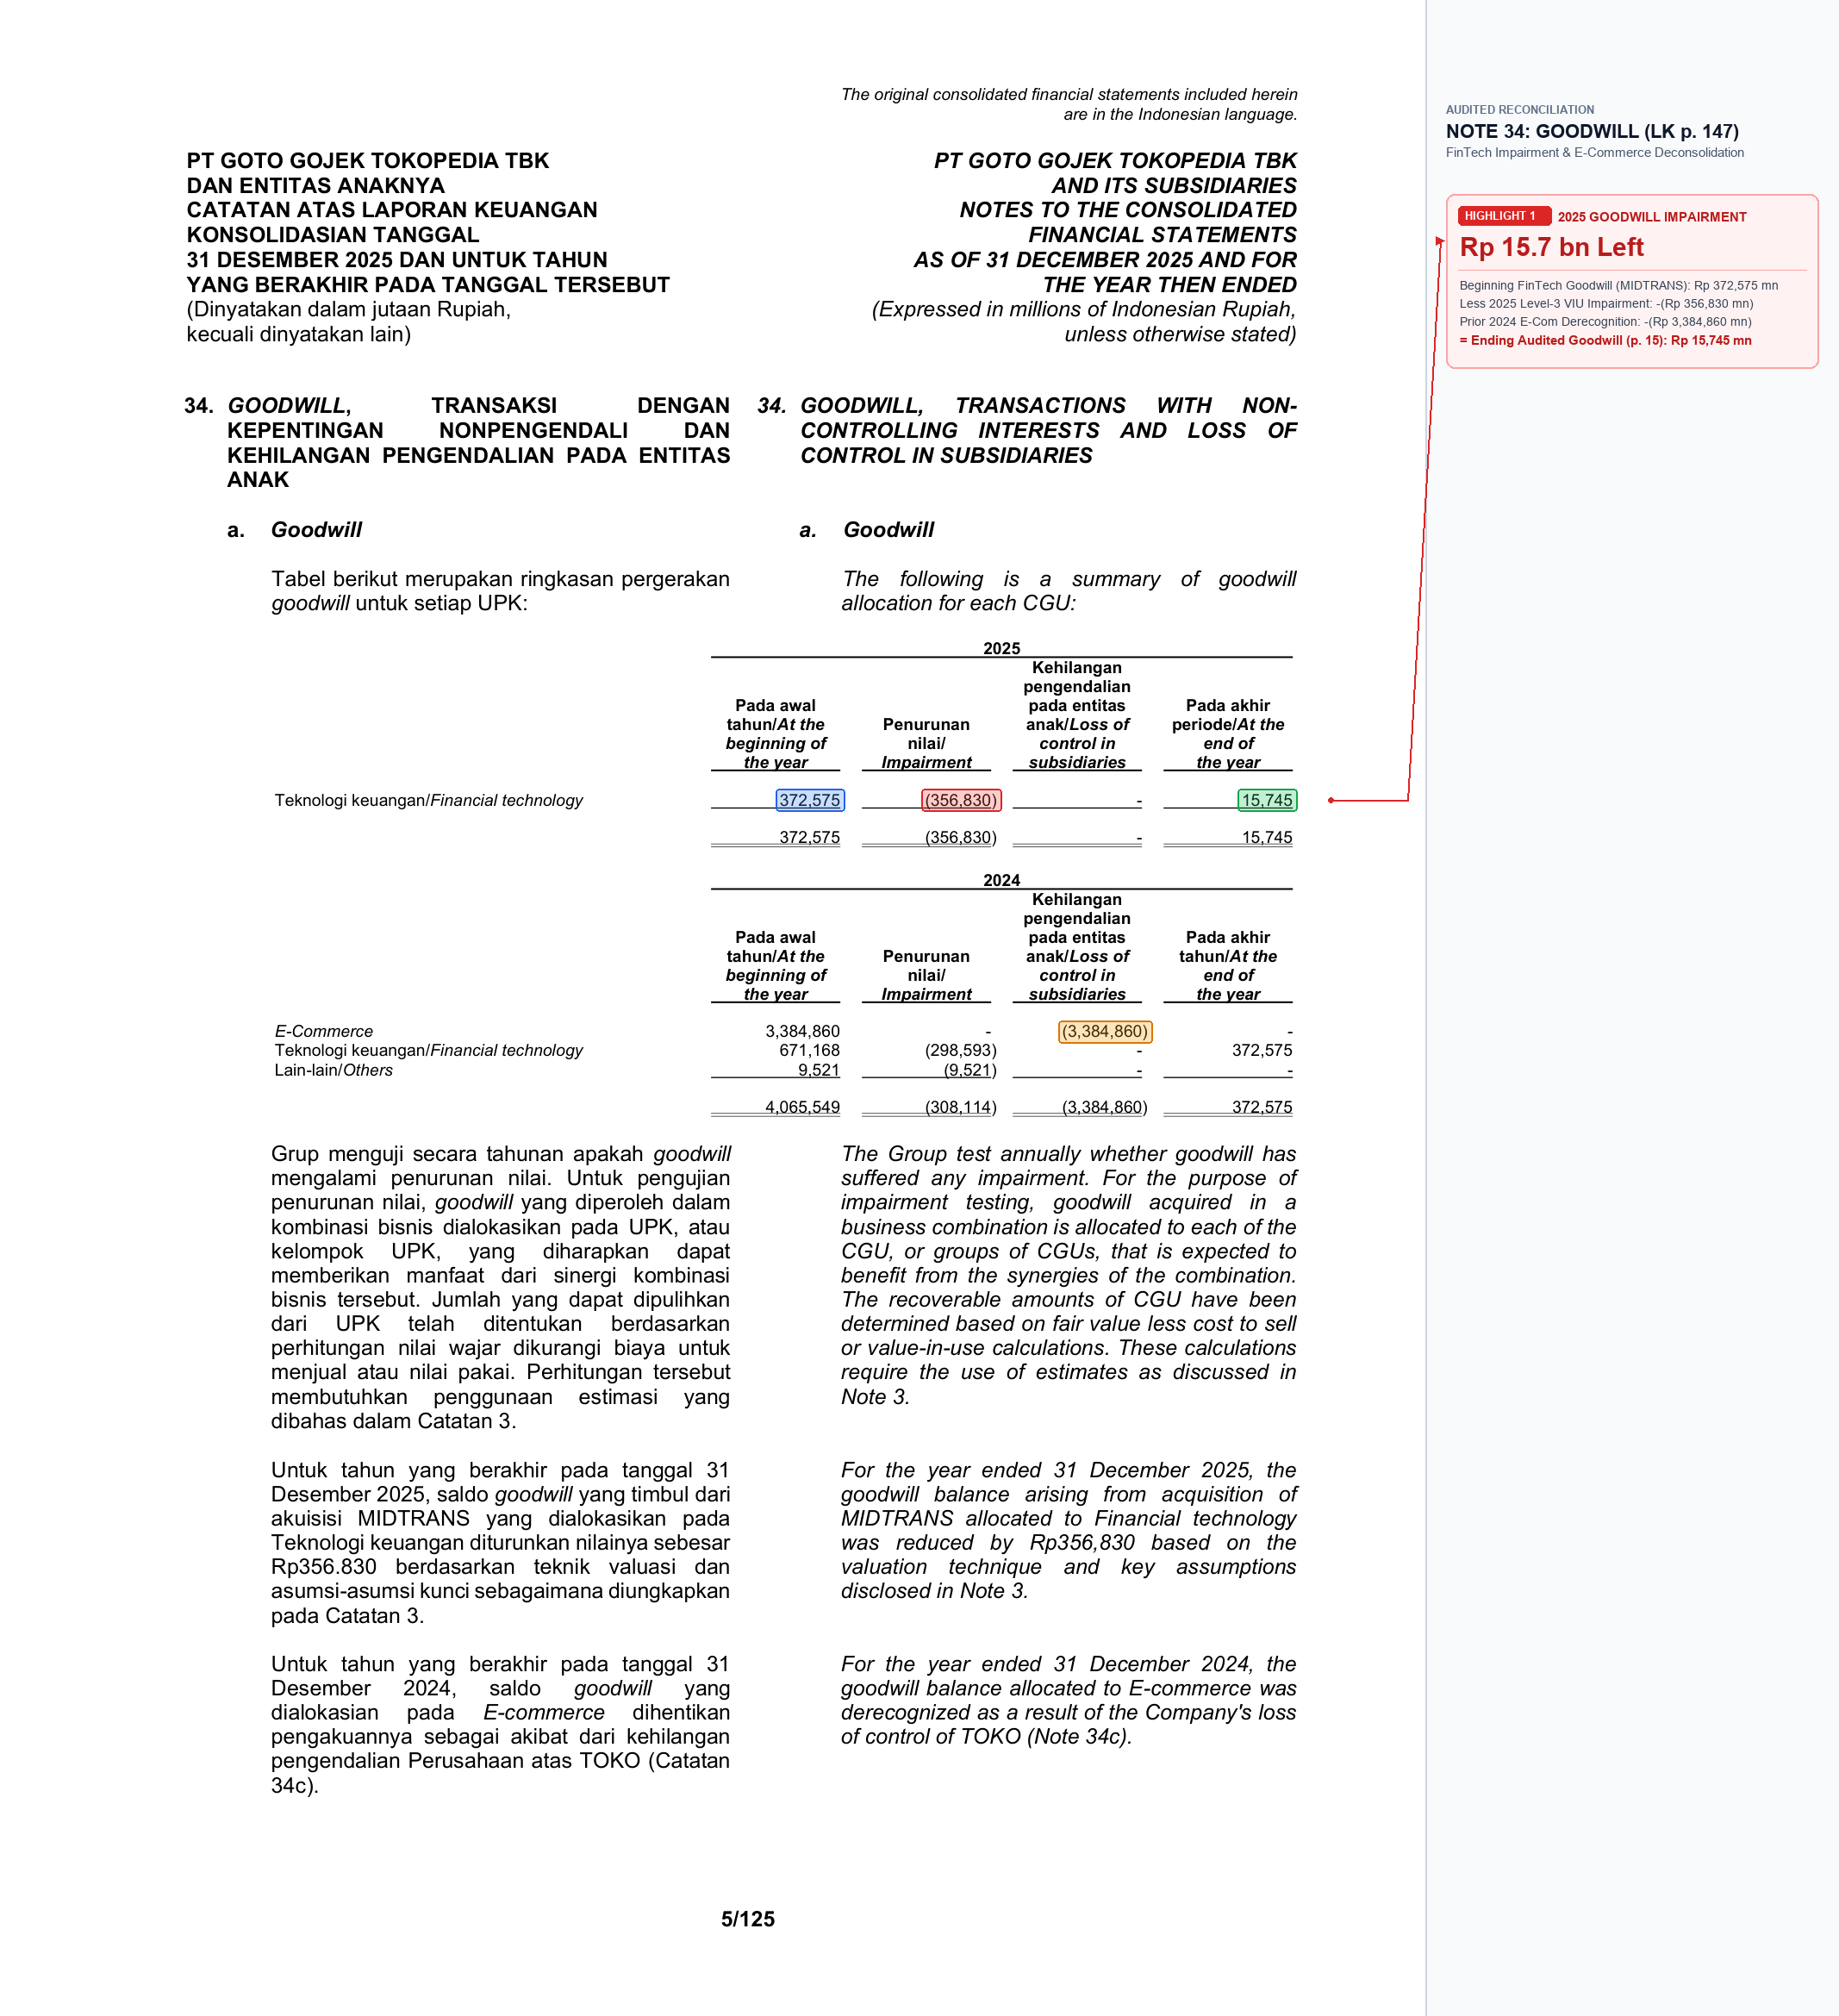 The original consolidated financial statements included herein
are in the Indonesian language.
PT GOTO GOJEK TOKOPEDIA TBK
DAN ENTITAS ANAKNYA
CATATAN ATAS LAPORAN KEUANGAN
KONSOLIDASIAN TANGGAL
31 DESEMBER 2025 DAN UNTUK TAHUN
YANG BERAKHIR PADA TANGGAL TERSEBUT
(Dinyatakan dalam jutaan Rupiah,
kecuali dinyatakan lain)
PT GOTO GOJEK TOKOPEDIA TBK
AND ITS SUBSIDIARIES
NOTES TO THE CONSOLIDATED
FINANCIAL STATEMENTS
AS OF 31 DECEMBER 2025 AND FOR
THE YEAR THEN ENDED
(Expressed in millions of Indonesian Rupiah,
unless otherwise stated)
34. GOODWILL, TRANSAKSI DENGAN
KEPENTINGAN NONPENGENDALI DAN
KEHILANGAN PENGENDALIAN PADA ENTITAS
ANAK
34. GOODWILL, TRANSACTIONS WITH NON-
CONTROLLING INTERESTS AND LOSS OF
CONTROL IN SUBSIDIARIES
a. Goodwill
Tabel berikut merupakan ringkasan pergerakan
goodwill untuk setiap UPK:
a. Goodwill
The following is a summary of goodwill
allocation for each CGU:
2025
Pada awal
tahun/At the
beginning of
the year
Penurunan
nilai/
Impairment
Kehilangan
pengendalian
pada entitas
anak/Loss of
control in
subsidiaries
Pada akhir
periode/At the
end of
the year
Teknologi keuangan/Financial technology 372,575 (356,830) - 15,745
372,575 (356,830) - 15,745
2024
Pada awal
tahun/At the
beginning of
the year
Penurunan
nilai/
Impairment
Kehilangan
pengendalian
pada entitas
anak/Loss of
control in
subsidiaries
Pada akhir
tahun/At the
end of
the year
E-Commerce 3,384,860 - (3,384,860) -
Teknologi keuangan/Financial technology 671,168 (298,593) - 372,575
Lain-lain/Others 9,521 (9,521) - -
4,065,549 (308,114) (3,384,860) 372,575
Grup menguji secara tahunan apakah goodwill
mengalami penurunan nilai. Untuk pengujian
penurunan nilai, goodwill yang diperoleh dalam
kombinasi bisnis dialokasikan pada UPK, atau
kelompok UPK, yang diharapkan dapat
memberikan manfaat dari sinergi kombinasi
bisnis tersebut. Jumlah yang dapat dipulihkan
dari UPK telah ditentukan berdasarkan
perhitungan nilai wajar dikurangi biaya untuk
menjual atau nilai pakai. Perhitungan tersebut
membutuhkan penggunaan estimasi yang
dibahas dalam Catatan 3.
The Group test annually whether goodwill has
suffered any impairment. For the purpose of
impairment testing, goodwill acquired in a
business combination is allocated to each of the
CGU, or groups of CGUs, that is expected to
benefit from the synergies of the combination.
The recoverable amounts of CGU have been
determined based on fair value less cost to sell
or value-in-use calculations. These calculations
require the use of estimates as discussed in
Note 3.
Untuk tahun yang berakhir pada tanggal 31
Desember 2025, saldo goodwill yang timbul dari
akuisisi MIDTRANS yang dialokasikan pada
Teknologi keuangan diturunkan nilainya sebesar
Rp356.830 berdasarkan teknik valuasi dan
asumsi-asumsi kunci sebagaimana diungkapkan
pada Catatan 3.
For the year ended 31 December 2025, the
goodwill balance arising from acquisition of
MIDTRANS allocated to Financial technology
was reduced by Rp356,830 based on the
valuation technique and key assumptions
disclosed in Note 3.
Untuk tahun yang berakhir pada tanggal 31
Desember 2024, saldo goodwill yang
dialokasian pada E-commerce dihentikan
pengakuannya sebagai akibat dari kehilangan
pengendalian Perusahaan atas TOKO (Catatan
34c).
For the year ended 31 December 2024, the
goodwill balance allocated to E-commerce was
derecognized as a result of the Company's loss
of control of TOKO (Note 34c).
5/125
AUDITED RECONCILIATION
NOTE 34: GOODWILL (LK p. 147)
FinTech Impairment & E-Commerce Deconsolidation
HIGHLIGHT 1 2025 GOODWILL IMPAIRMENT
Rp 15.7 bn Left
Beginning FinTech Goodwill (MIDTRANS): Rp 372,575 mn
Less 2025 Level-3 VIU Impairment: -(Rp 356,830 mn)
Prior 2024 E-Com Derecognition: -(Rp 3,384,860 mn)
= Ending Audited Goodwill (p. 15): Rp 15,745 mn